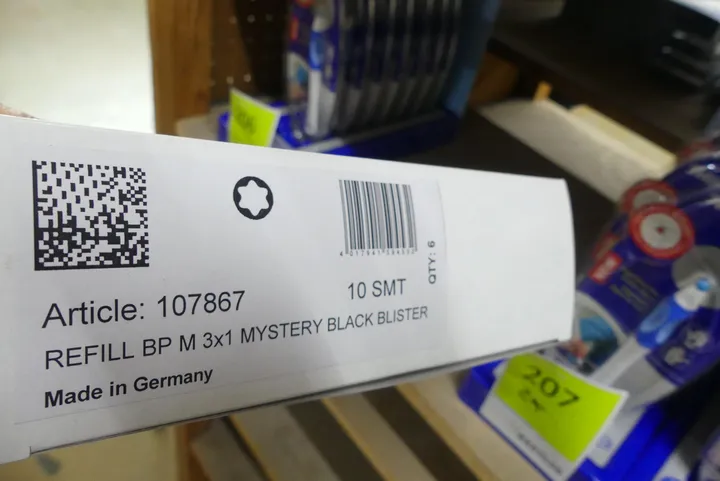 Article: 107867
10 SMT
QTY: 6
REFILL BP M 3x1 MYSTERY BLACK BLISTER
Made in Germany
207